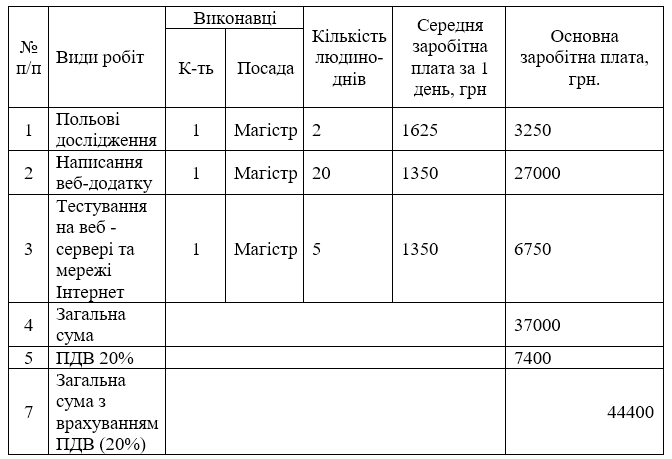 №
п/п
Види робіт
Виконавці
К-ть
Посада
Кількість
людино-
днів
Середня
заробітна
плата за 1
день, грн
Основна
заробітна плата,
грн.
1
Польові
дослідження
1
Магістр
2
1625
3250
2
Написання
веб-додатку
1
Магістр
20
1350
27000
3
Тестування
на веб -
сервері та
мережі
Інтернет
1
Магістр
5
1350
6750
4
Загальна
сума
37000
5
ПДВ 20%
7400
7
Загальна
сума з
врахуванням
ПДВ (20%)
44400